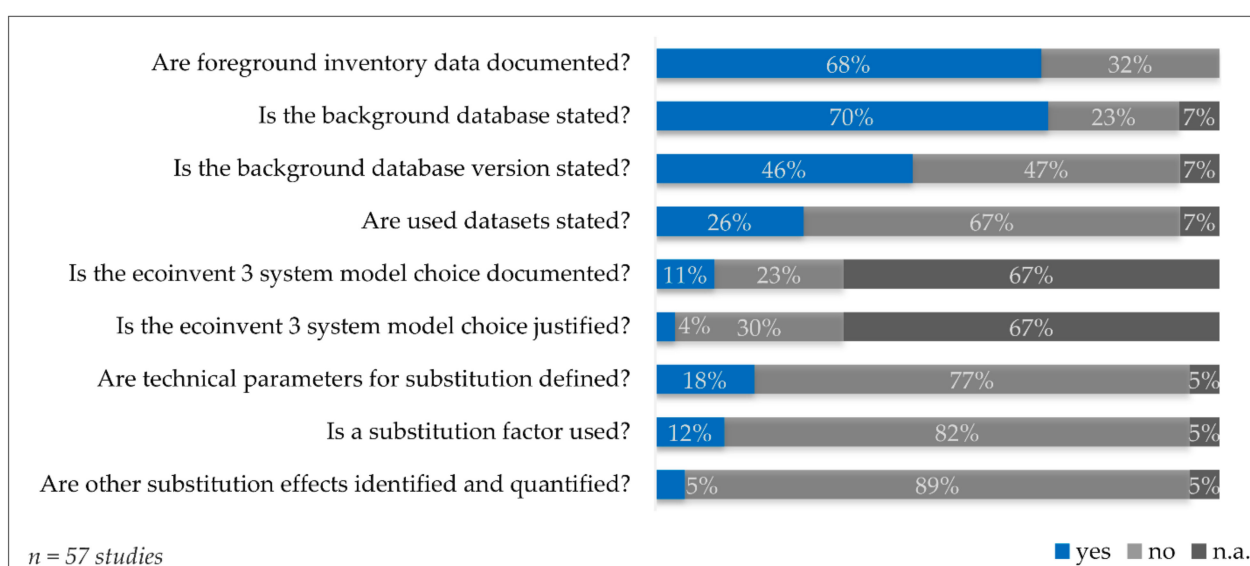 Are foreground inventory data documented? 68% 32%
Is the background database stated? 70% 23% 7%
Is the background database version stated? 46% 47% 7%
Are used datasets stated? 26% 67% 7%
Is the ecoinvent 3 system model choice documented? 11% 23% 67%
Is the ecoinvent 3 system model choice justified? 4% 30% 67%
Are technical parameters for substitution defined? 18% 77% 5%
Is a substitution factor used? 12% 82% 5%
Are other substitution effects identified and quantified? 5% 89% 5%
n = 57 studies yes no n.a.